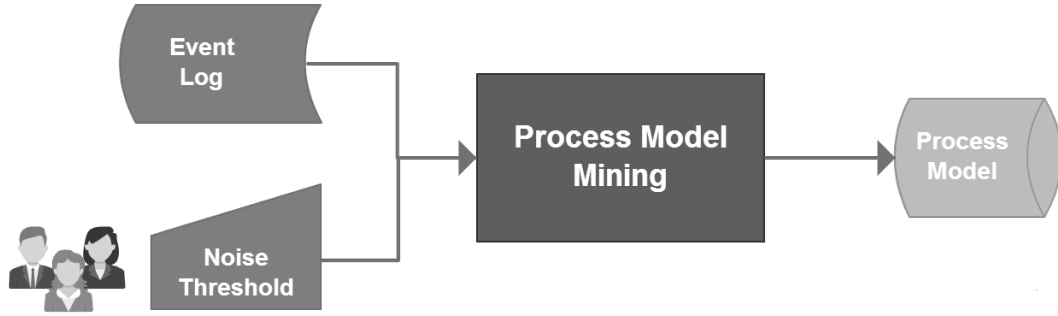 Event
Log
Process Model
Mining
Process
Model
Noise
Threshold